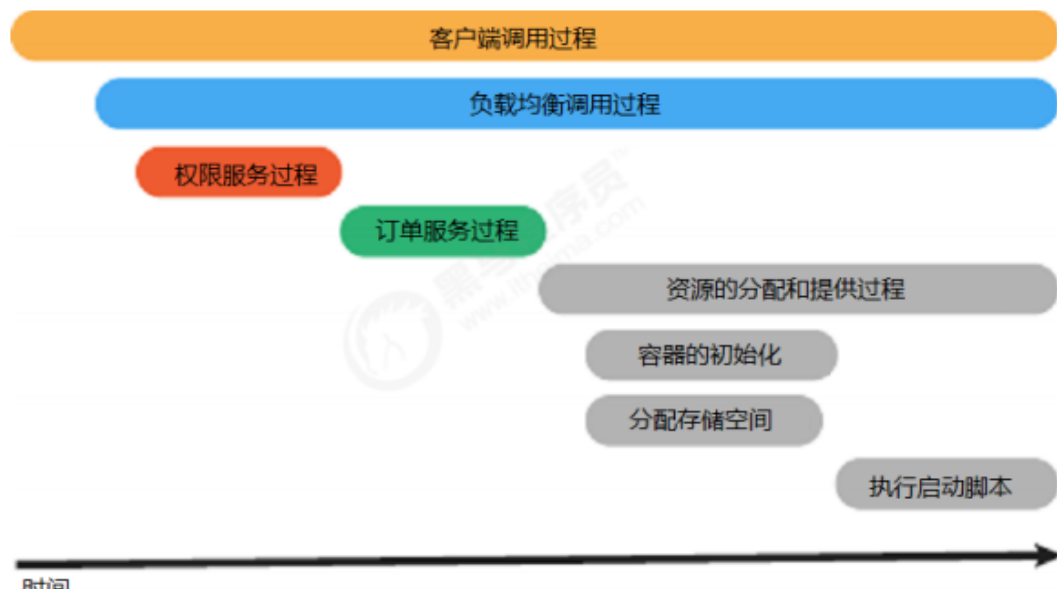 客户端调用过程
负载均衡调用过程
权限服务过程
订单服务过程
资源的分配和提供过程
容器的初始化
分配存储空间
执行启动脚本
时间